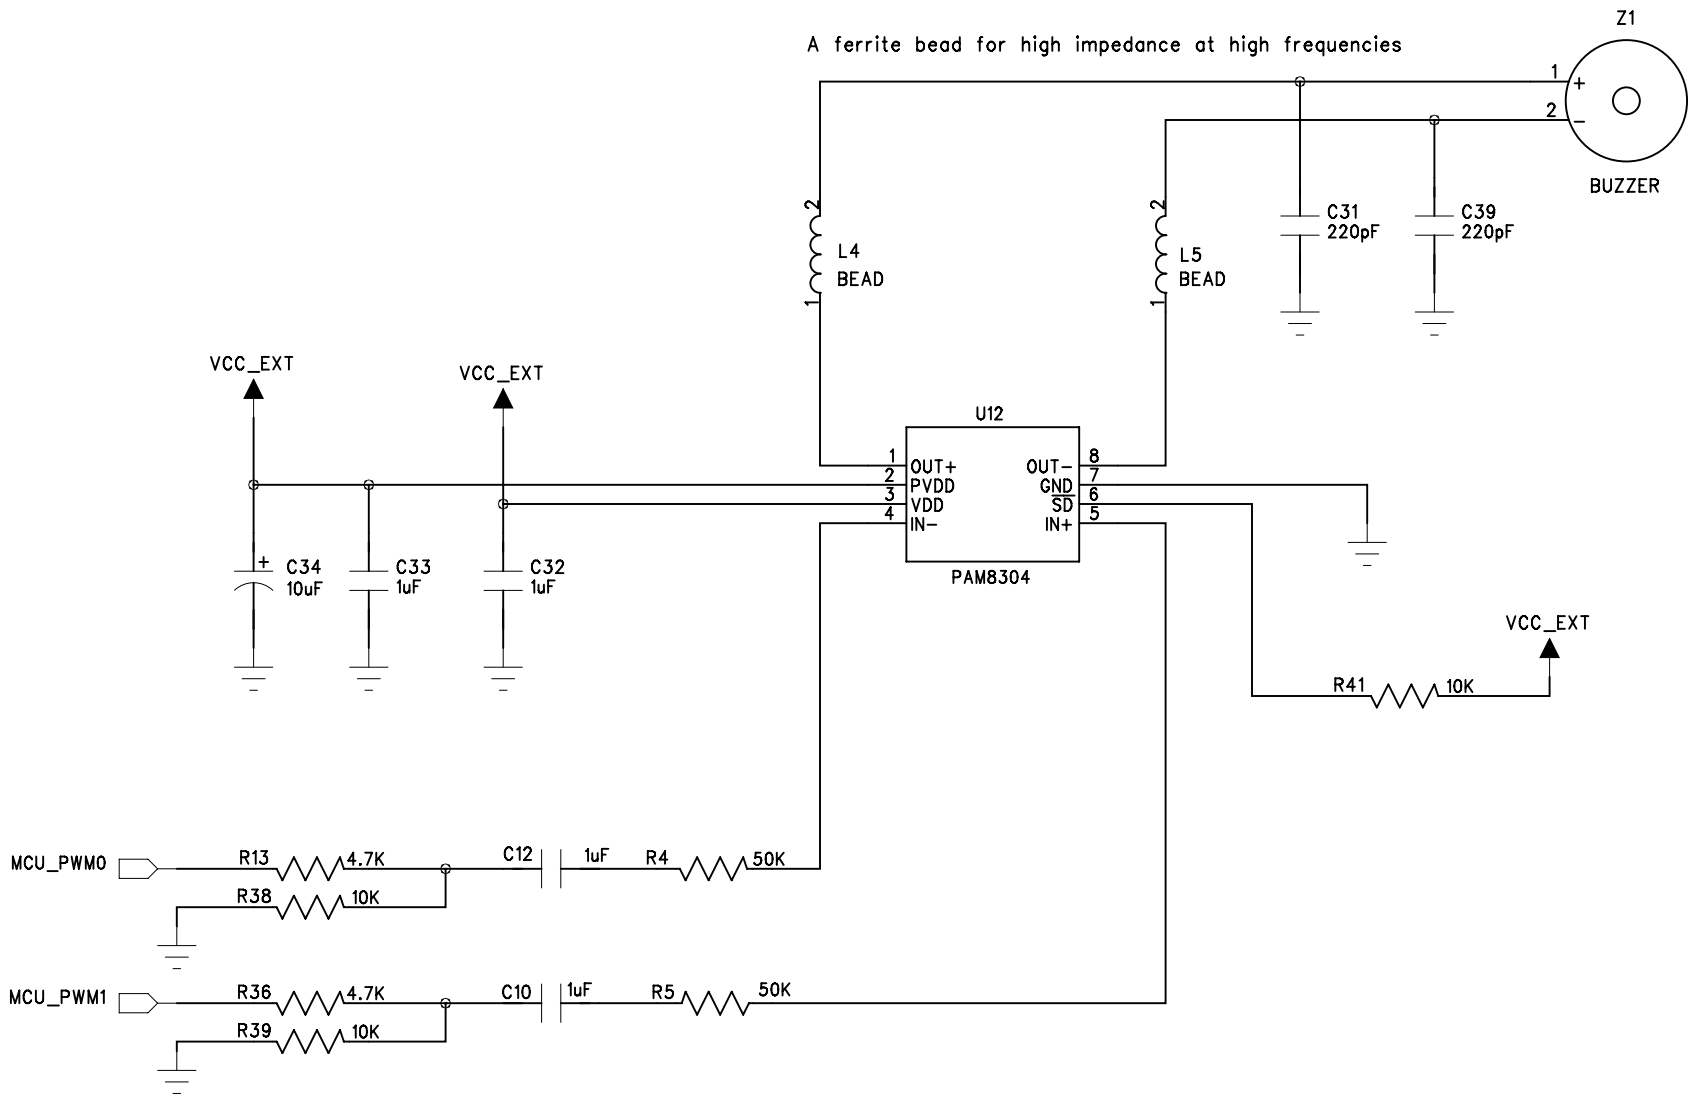 Z1
A ferrite bead for high impedance at high frequencies
1
+
2
−
BUZZER
2
2
C31
220pF
C39
220pF
L4
BEAD
L5
BEAD
1
1
VCC_EXT
VCC_EXT
U12
1
OUT+
OUT−
8
2
PVDD
GND
7
3
VDD
SD
6
4
IN−
IN+
5
PAM8304
+
C34
10uF
C33
1uF
C32
1uF
VCC_EXT
R41
10K
MCU_PWM0
R13
4.7K
C12
1uF
R4
50K
R38
10K
MCU_PWM1
R36
4.7K
C10
1uF
R5
50K
R39
10K